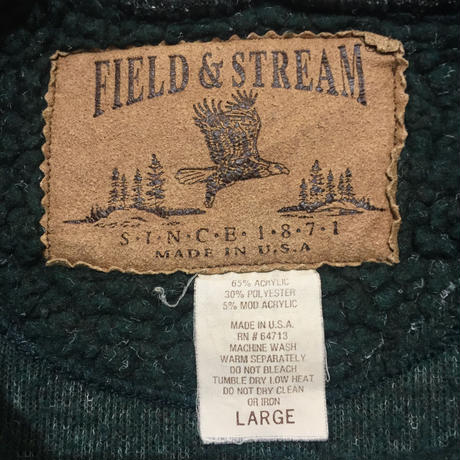 FIELD & STREAM
S·I·N·C·E·1·8·7·1
MADE IN U.S.A
65% ACRYLIC
30% POLYESTER
5% MOD ACRYLIC
MADE IN U.S.A.
RN # 64713
MACHINE WASH
WARM SEPARATELY
DO NOT BLEACH
TUMBLE DRY LOW HEAT
DO NOT DRY CLEAN
OR IRON
LARGE